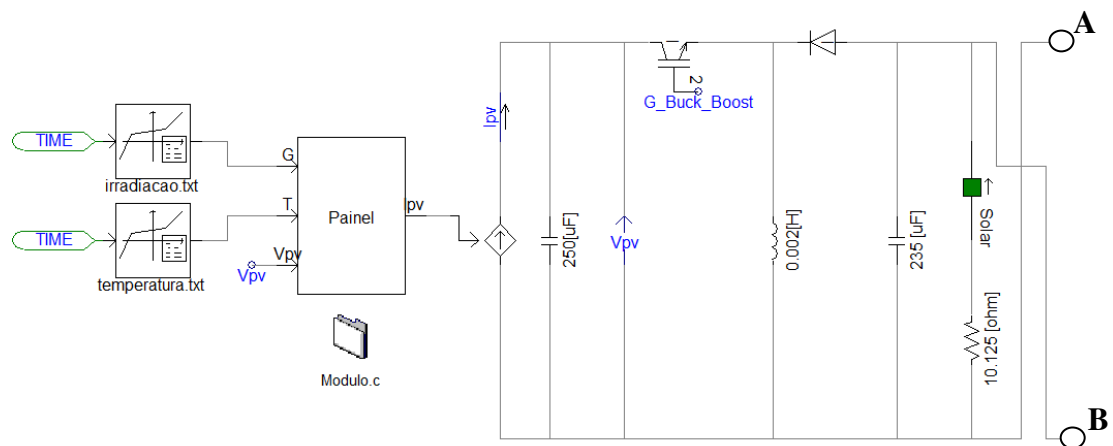 A
2
G_Buck_Boost
Ipv
TIME
irradiacao.txt
G
T
Painel
Ipv
Vpv
TIME
temperatura.txt
Vpv
Modulo.c
250[uF]
Vpv
0.002[H]
235 [uF]
Solar
10.125 [ohm]
B